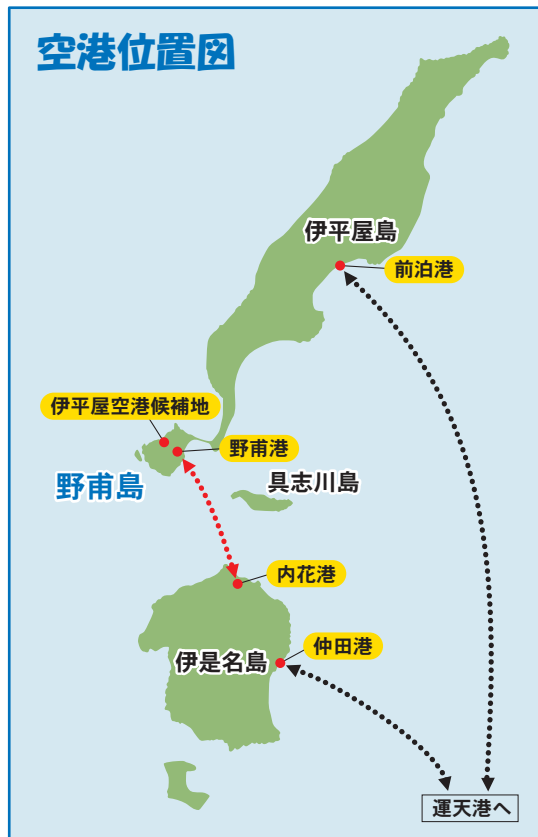 空港位置図
伊平屋島
前泊港
伊平屋空港候補地
野甫港
野甫島
具志川島
内花港
伊是名島
仲田港
運天港へ